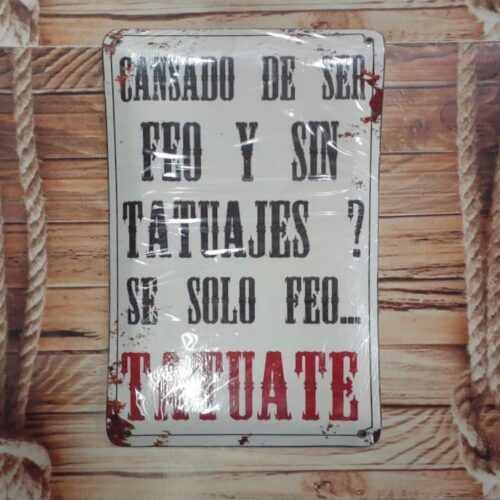 CANSADO DE SER
FEO Y SIN
TATUAJES ?
SE SOLO FEO...
TATUATE